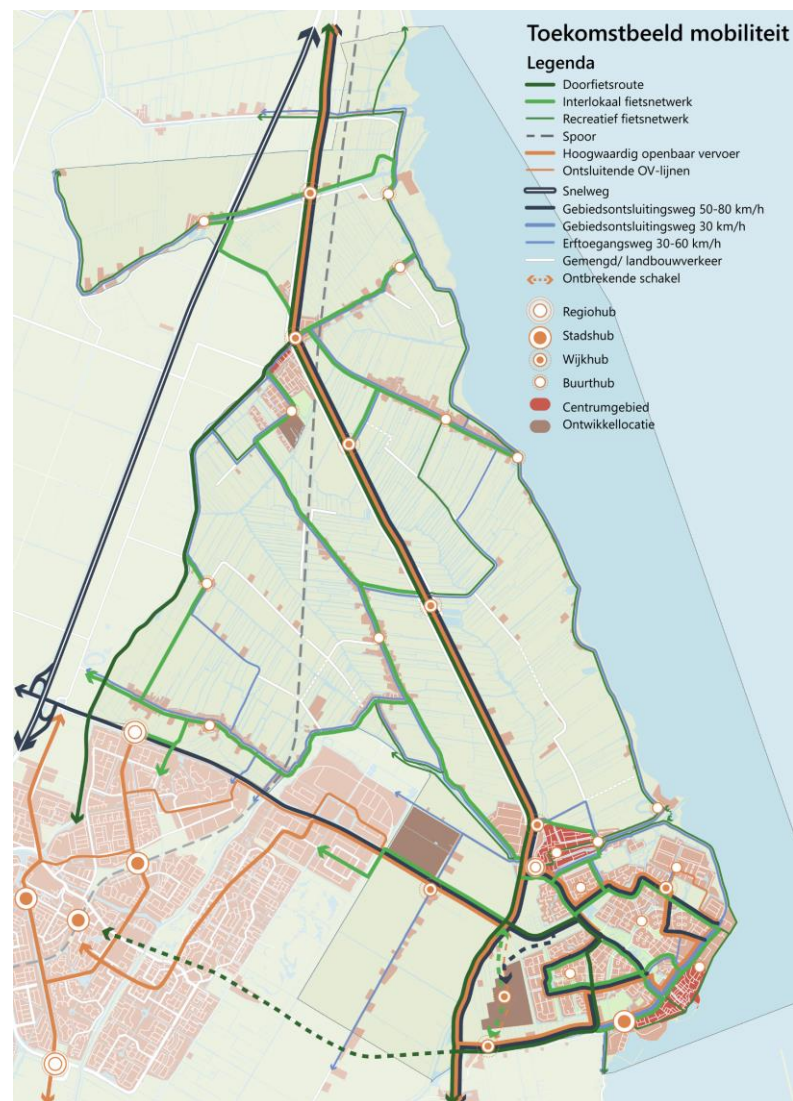 Toekomstbeeld mobiliteit
Legenda
Doorfietsroute
Interlokaal fietsnetwerk
Recreatief fietsnetwerk
Spoor
Hoogwaardig openbaar vervoer
Ontsluitende OV-lijnen
Snelweg
Gebiedsontsluitingsweg 50-80 km/h
Gebiedsontsluitingsweg 30 km/h
Erftoegangsweg 30-60 km/h
Gemengd/ landbouwverkeer
Ontbrekende schakel
Regiohub
Stadshub
Wijkhub
Buurthub
Centrumgebied
Ontwikkellocatie